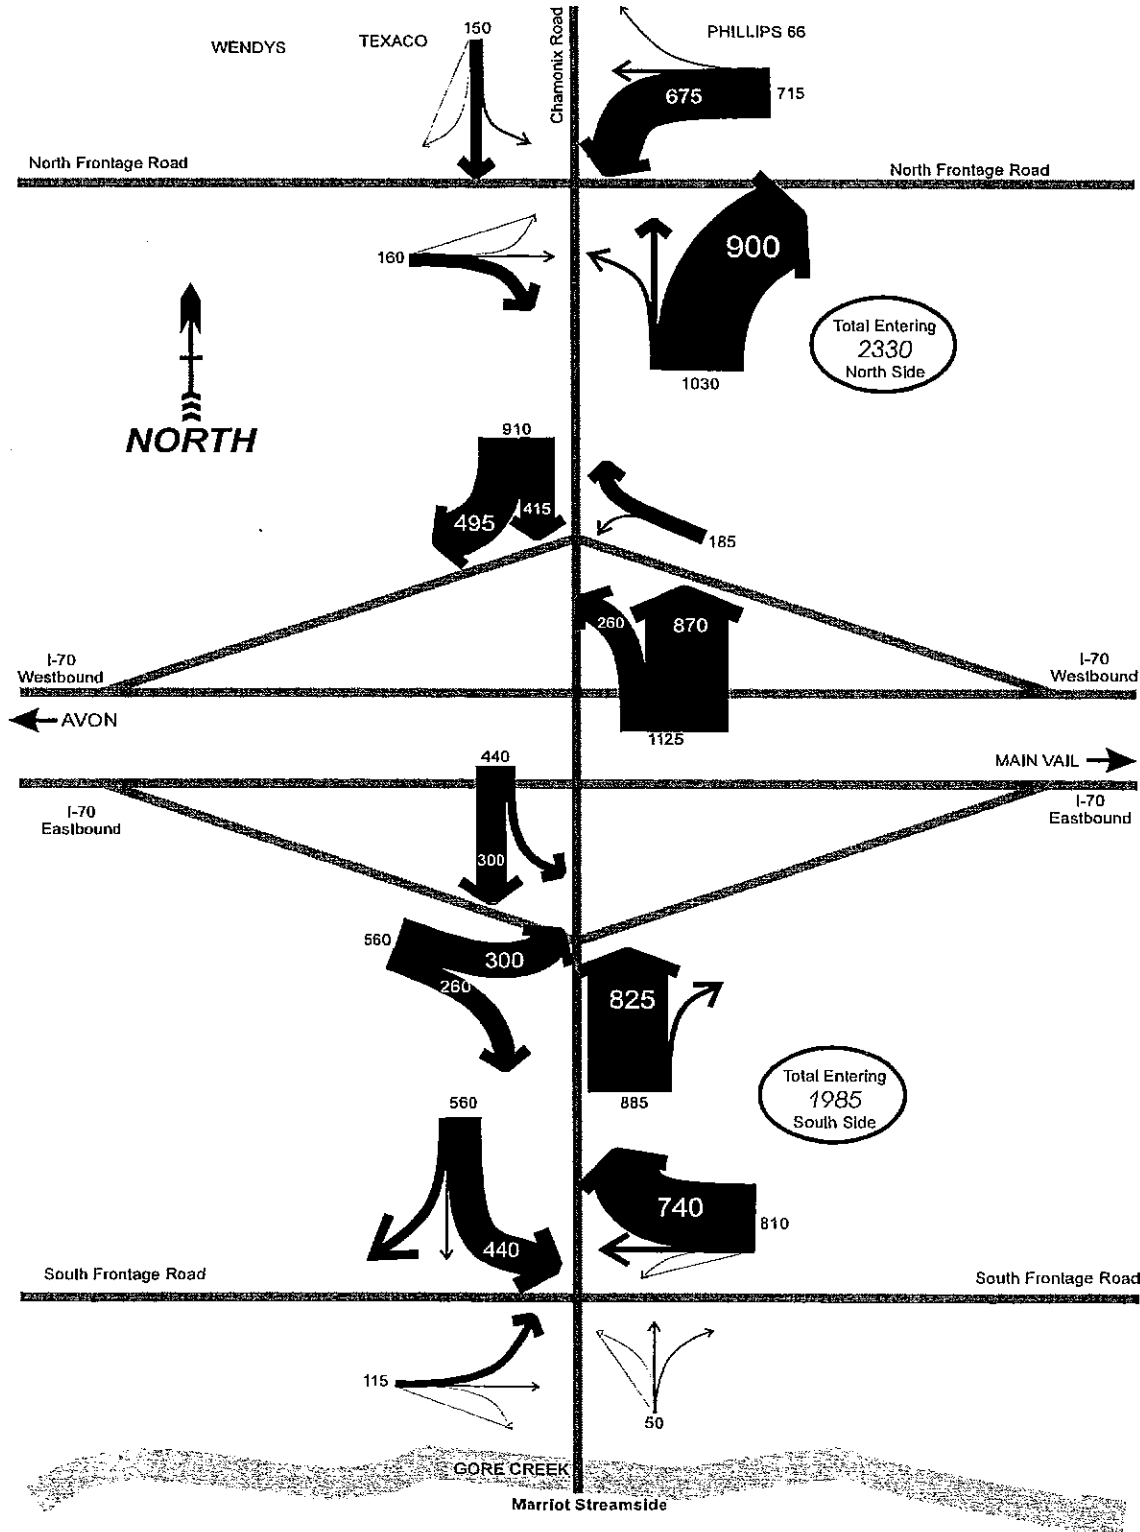 150
WENDYS
TEXACO
Chamonix Road
PHILLIPS 66
675
715
North Frontage Road
North Frontage Road
160
900
Total Entering
2330
North Side
1030
NORTH
910
495
415
185
260
870
I-70
Westbound
I-70
Westbound
AVON
1125
440
MAIN VAIL
I-70
Eastbound
I-70
Eastbound
300
560
300
260
825
Total Entering
1985
South Side
560
885
740
810
440
South Frontage Road
South Frontage Road
115
50
GORE CREEK
Marriot Streamside